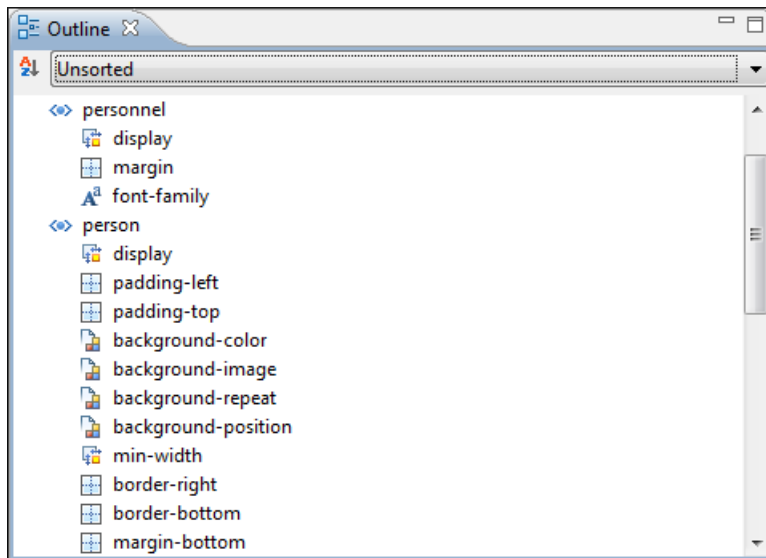 Outline
Unsorted
personnel
display
margin
font-family
person
display
padding-left
padding-top
background-color
background-image
background-repeat
background-position
min-width
border-right
border-bottom
margin-bottom